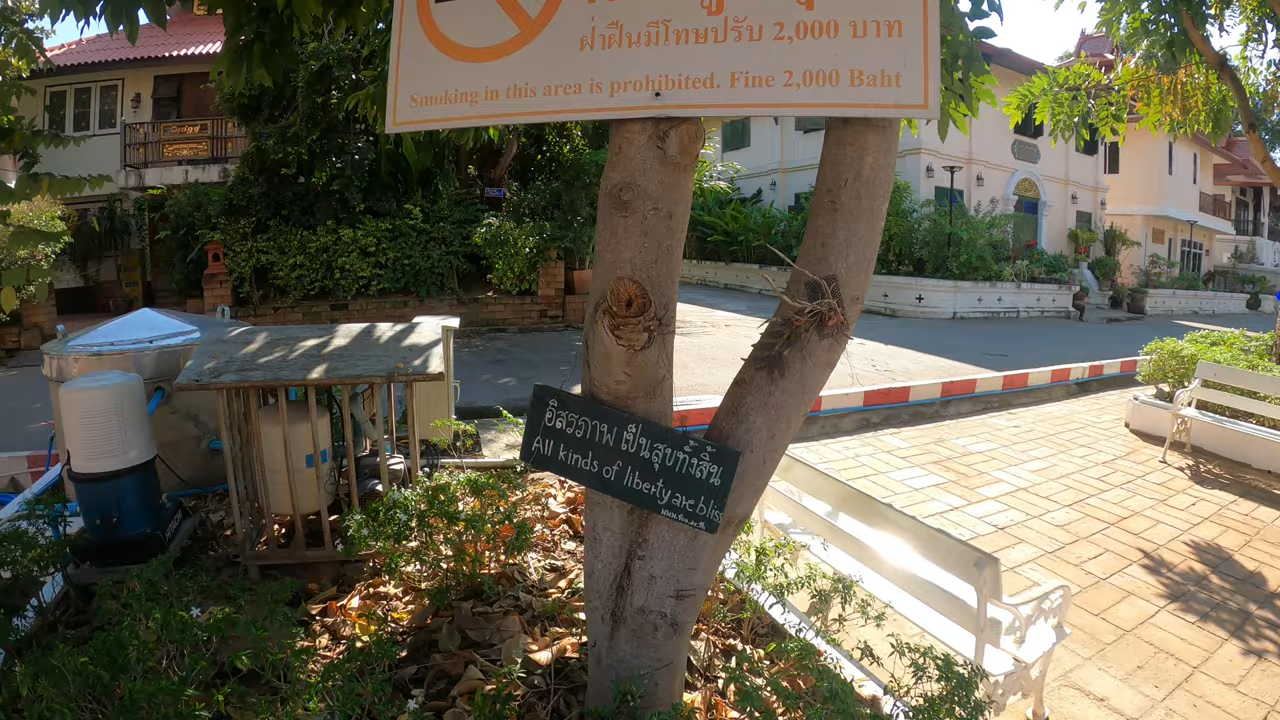 ฝ่าฝืนมีโทษปรับ 2,000 บาท
Smoking in this area is prohibited. Fine 2,000 Baht
อิสรภาพ เป็นสุขทั้งสิ้น
All kinds of liberty are bliss